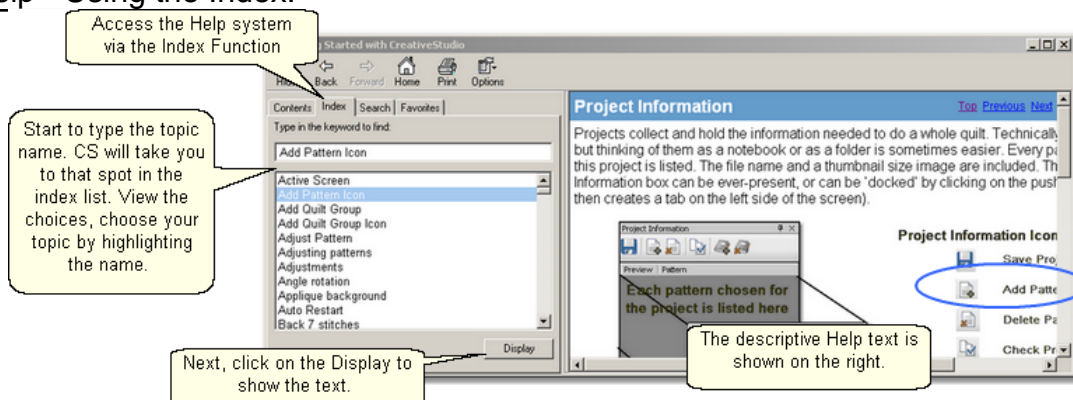 Using the Index.
Access the Help system
via the Index Function
Started with CreativeStudio
Back Forward Home Print Options
Contents Index Search Favorites
Type in the keyword to find:
Add Pattern Icon
Active Screen
Add Pattern Icon
Add Quilt Group
Add Quilt Group Icon
Adjust Pattern
Adjusting patterns
Adjustments
Angle rotation
Applique background
Auto Restart
Back 7 stitches
Display
Start to type the topic
name. CS will take you
to that spot in the
index list. View the
choices, choose your
topic by highlighting
the name.
Next, click on the Display to
show the text.
Project Information
Top Previous Next
Projects collect and hold the information needed to do a whole quilt. Technically
but thinking of them as a notebook or as a folder is sometimes easier. Every
this project is listed. The file name and a thumbnail size image are included.
Information box can be ever-present, or can be 'docked' by clicking on the
then creates a tab on the left side of the screen).
Project Information
Preview Pattern
Each pattern chosen for
the project is listed here
Project Information Icon
Save
Add
Delete
Check
The descriptive Help text is
shown on the right.